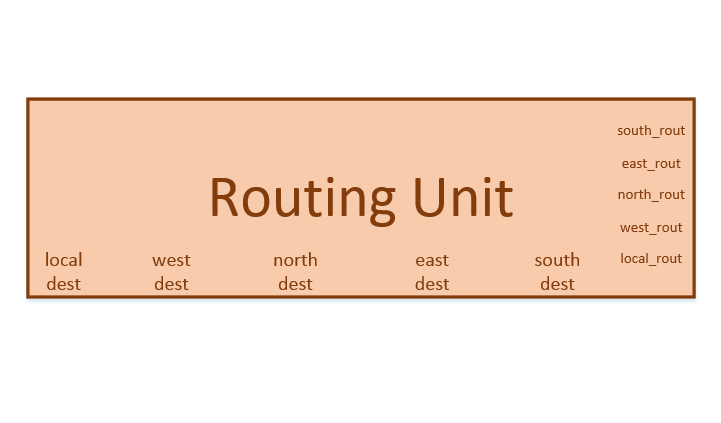 south_rout
east_rout
Routing Unit
north_rout
west_rout
local west north east south
dest dest dest dest dest
local_rout